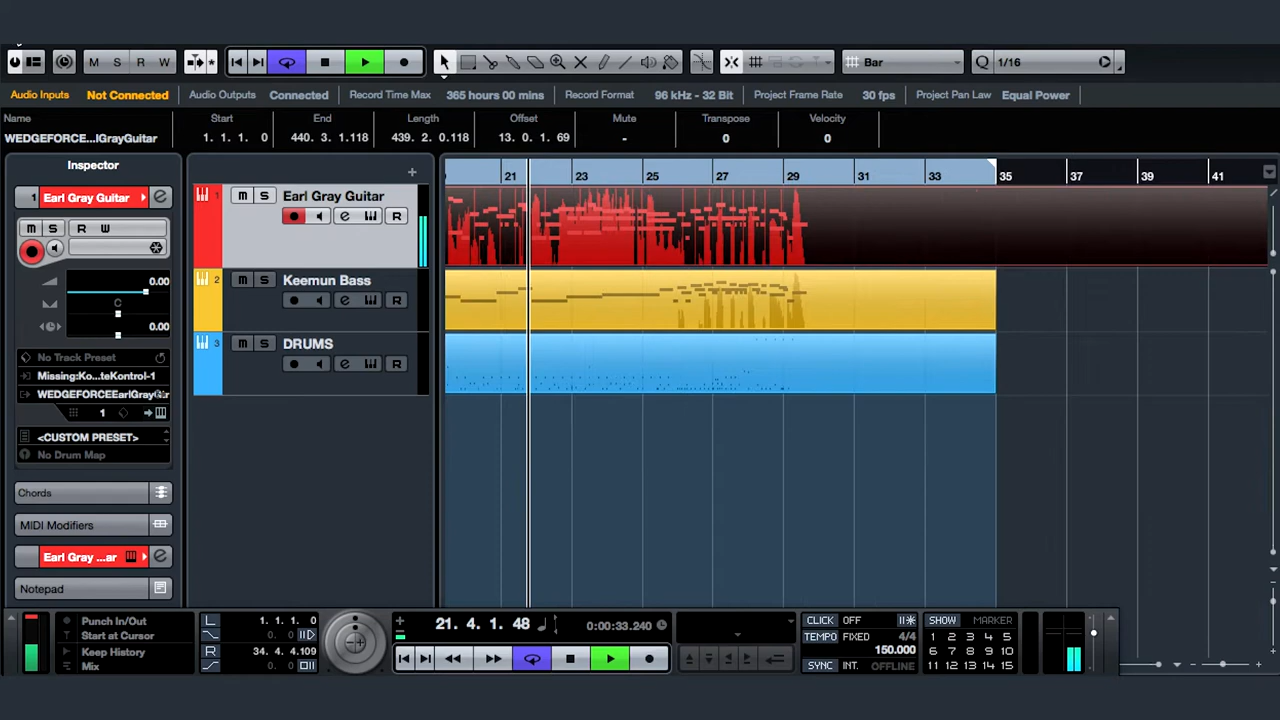 M S R W Bar Q 1/16
Audio Inputs Not Connected Audio Outputs Connected Record Time Max 365 hours 00 mins Record Format 96 kHz - 32 Bit Project Frame Rate 30 fps Project Pan Law Equal Power
Name Start End Length Offset Mute Transpose Velocity
WEDGEFORCE...lGrayGuitar 1. 1. 1. 0 440. 3. 1.118 439. 2. 0.118 13. 0. 1. 69 - 0 0
Inspector
21 23 25 27 29 31 33 35 37 39 41
1 Earl Gray Guitar e
m S R W
0.00
C
0.00
No Track Preset
Missing:Ko...teKontrol-1
1
<CUSTOM PRESET>
No Drum Map
Chords
MIDI Modifiers
Earl Gray ...ar e
Notepad
1 m S Earl Gray Guitar
e R
2 m S Keemun Bass
e R
3 m S DRUMS
e R
Punch In/Out
Start at Cursor
Keep History
Mix
L 1. 1. 1. 0
0. 0
R 34. 4. 4.109
0. 0
21. 4. 1. 48 0:00:33.240
CLICK OFF
TEMPO FIXED 4/4
150.000
SYNC INT. OFFLINE
SHOW MARKER
1 2 3 4 5
6 7 8 9 10
11 12 13 14 15